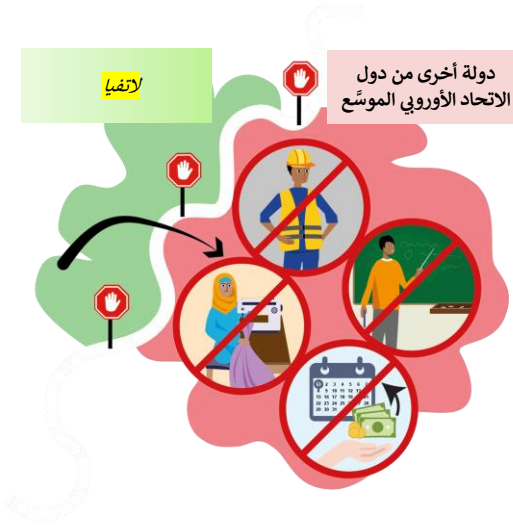 لاتفيا
دولة أخرى من دول
الاتحاد الأوروبي الموسَّع